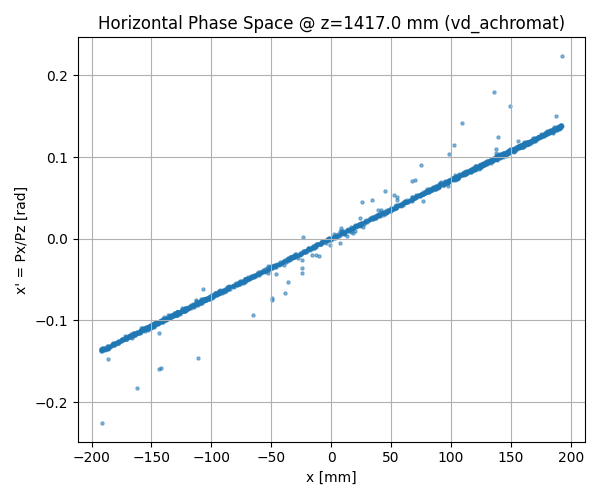 Horizontal Phase Space @ z=1417.0 mm (vd_achromat)
x' = Px/Pz [rad]
0.2
0.1
0.0
−0.1
−0.2
−200 −150 −100 −50 0 50 100 150 200
x [mm]